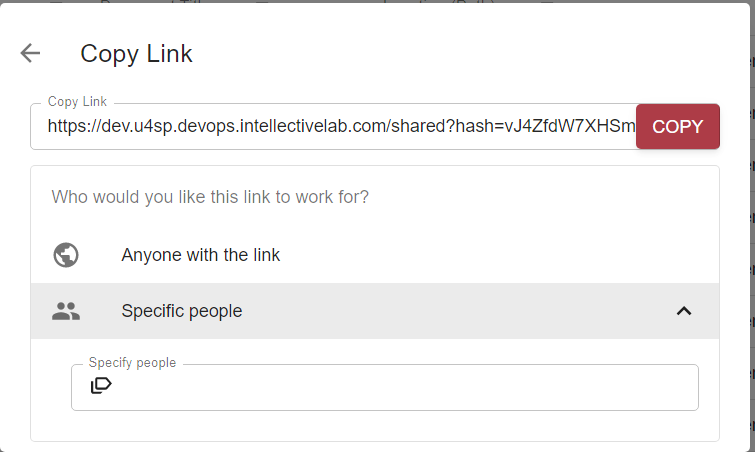 Copy Link
Copy Link
https://dev.u4sp.devops.intellectivelab.com/shared?hash=vJ4ZfdW7XHSm
COPY
Who would you like this link to work for?
Anyone with the link
Specific people
Specify people